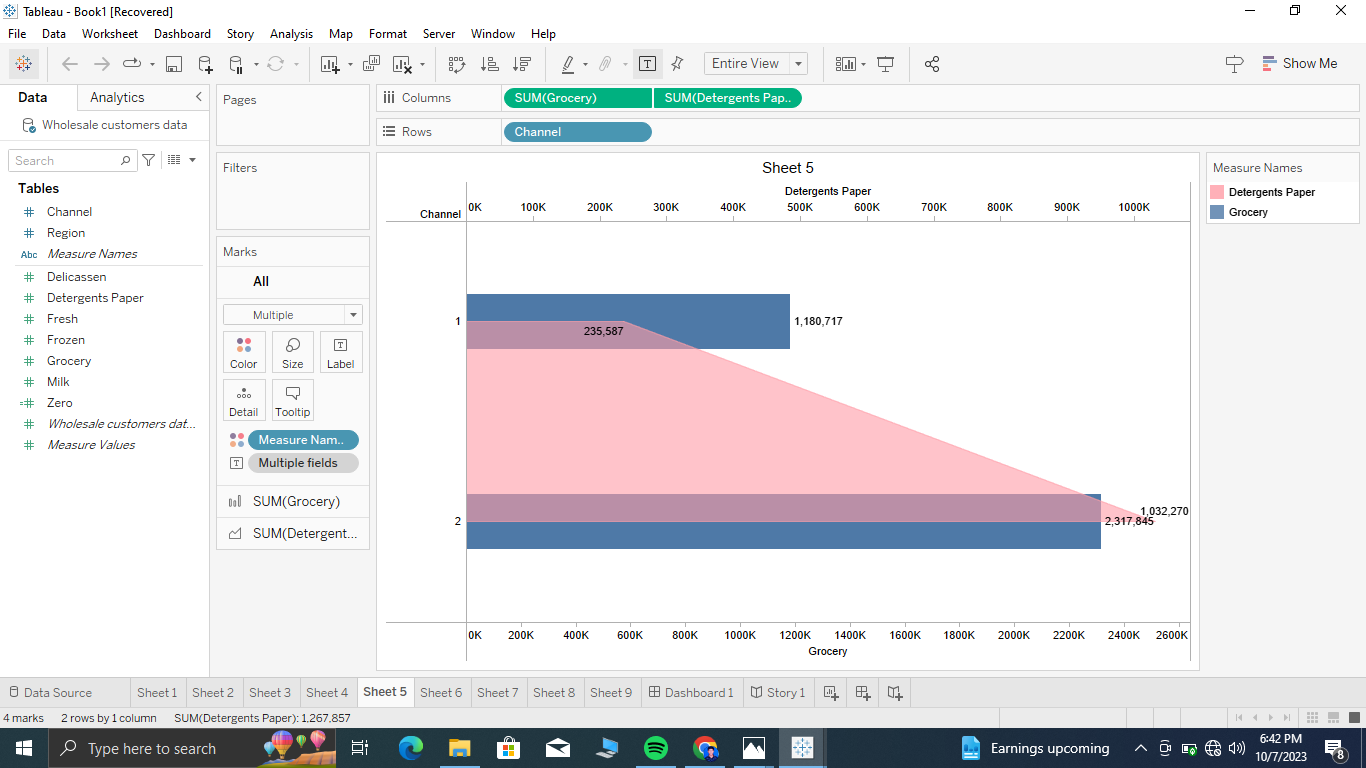 Tableau - Book1 [Recovered]
File Data Worksheet Dashboard Story Analysis Map Format Server Window Help
Entire View
Show Me
Data Analytics
Wholesale customers data
Search
Tables
Channel
Region
Abc Measure Names
Delicassen
Detergents Paper
Fresh
Frozen
Grocery
Milk
Zero
Wholesale customers dat...
Measure Values
Pages
Filters
Marks
All
Multiple
Color Size Label
Detail Tooltip
Measure Nam..
Multiple fields
SUM(Grocery)
SUM(Detergent...
Columns SUM(Grocery) SUM(Detergents Pap..
Rows Channel
Sheet 5
Detergents Paper
Channel 0K 100K 200K 300K 400K 500K 600K 700K 800K 900K 1000K
1 1,180,717
235,587
1,032,270
2 2,317,845
0K 200K 400K 600K 800K 1000K 1200K 1400K 1600K 1800K 2000K 2200K 2400K 2600K
Grocery
Measure Names
Detergents Paper
Grocery
Data Source Sheet 1 Sheet 2 Sheet 3 Sheet 4 Sheet 5 Sheet 6 Sheet 7 Sheet 8 Sheet 9 Dashboard 1 Story 1
4 marks 2 rows by 1 column SUM(Detergents Paper): 1,267,857
Type here to search
Earnings upcoming
6:42 PM
10/7/2023
8